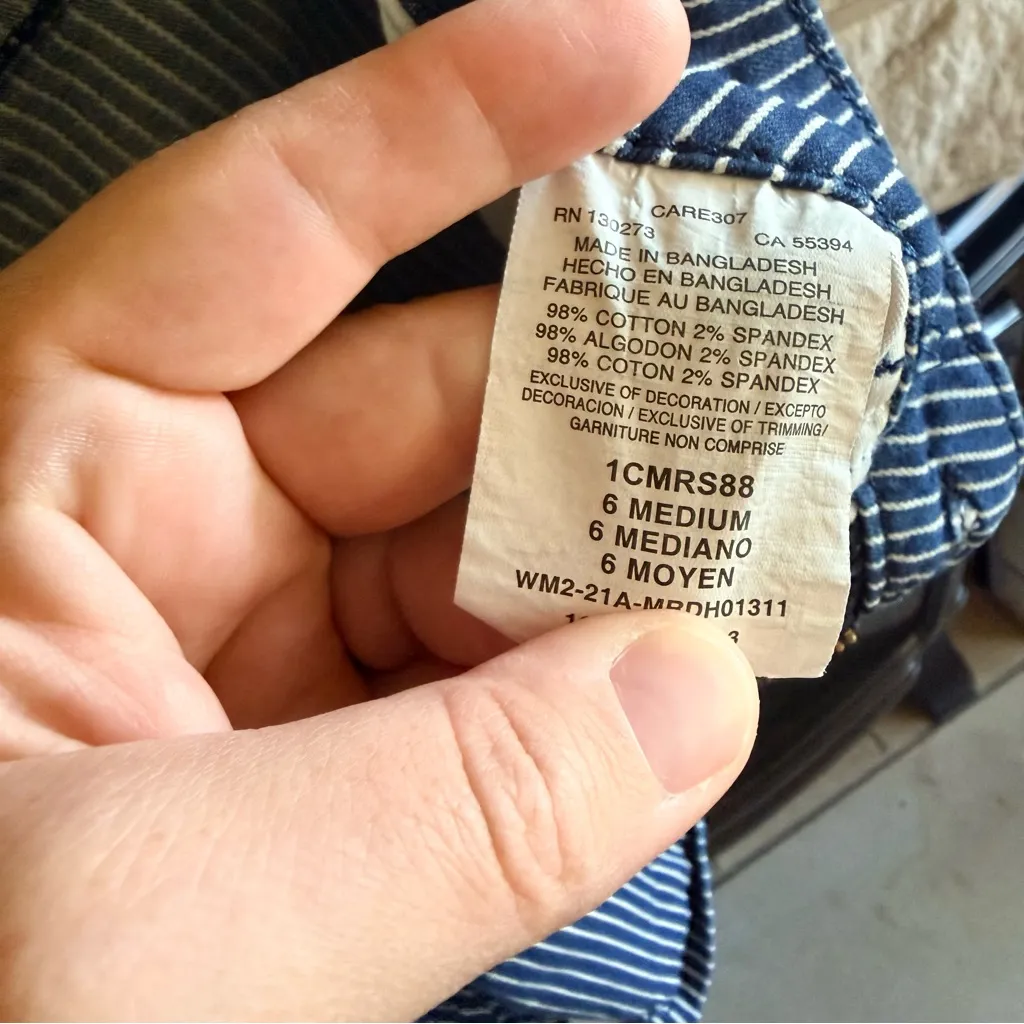 CARE307
RN 130273 CA 55394
MADE IN BANGLADESH
HECHO EN BANGLADESH
FABRIQUE AU BANGLADESH
98% COTTON 2% SPANDEX
98% ALGODON 2% SPANDEX
98% COTON 2% SPANDEX
EXCLUSIVE OF DECORATION / EXCEPTO
DECORACION / EXCLUSIVE OF TRIMMING/
GARNITURE NON COMPRISE
1CMRS88
6 MEDIUM
6 MEDIANO
6 MOYEN
WM2-21A-MRDH01311